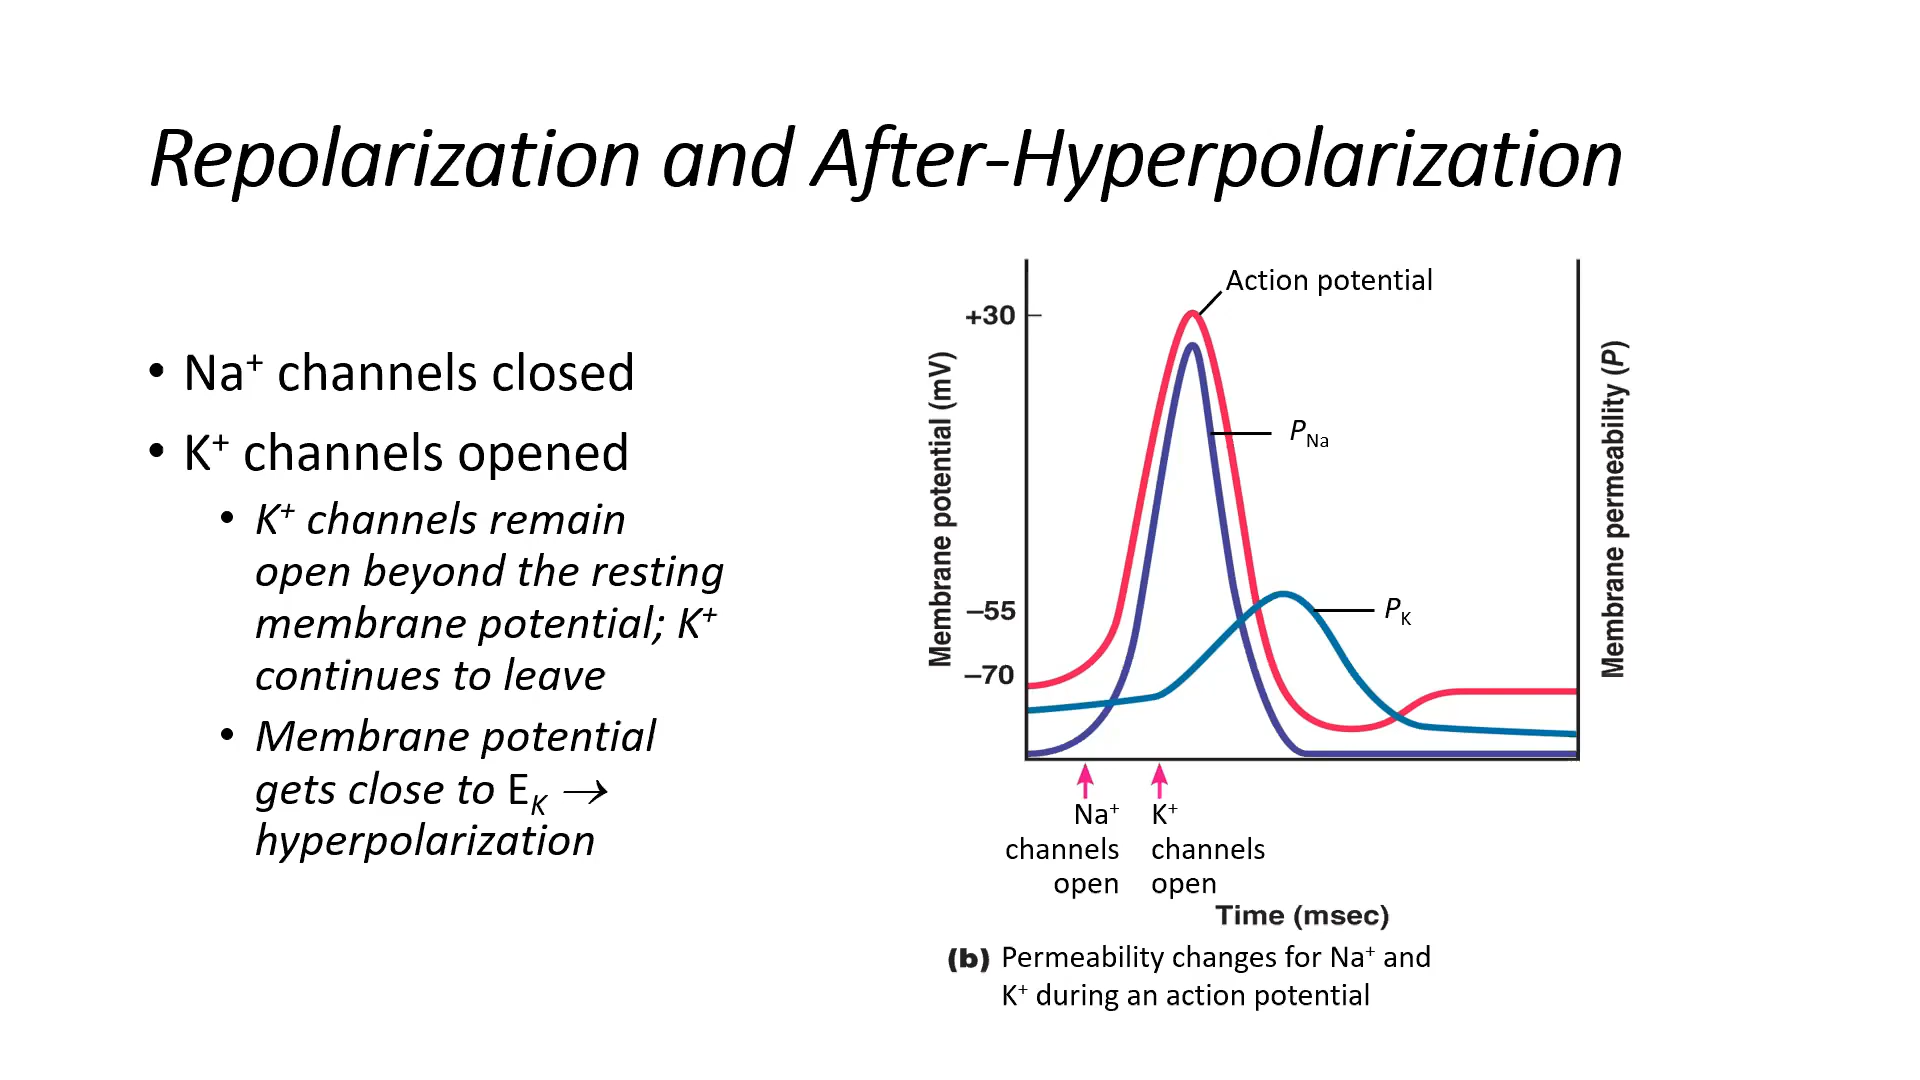 Repolarization and After-Hyperpolarization
• Na⁺ channels closed
• K⁺ channels opened
• K⁺ channels remain
open beyond the resting
membrane potential; K⁺
continues to leave
• Membrane potential
gets close to Eₖ →
hyperpolarization
Action potential
+30
–55
–70
Membrane potential (mV)
Membrane permeability (P)
P_Na
P_K
Na⁺
channels
open
K⁺
channels
open
Time (msec)
(b) Permeability changes for Na⁺ and
K⁺ during an action potential